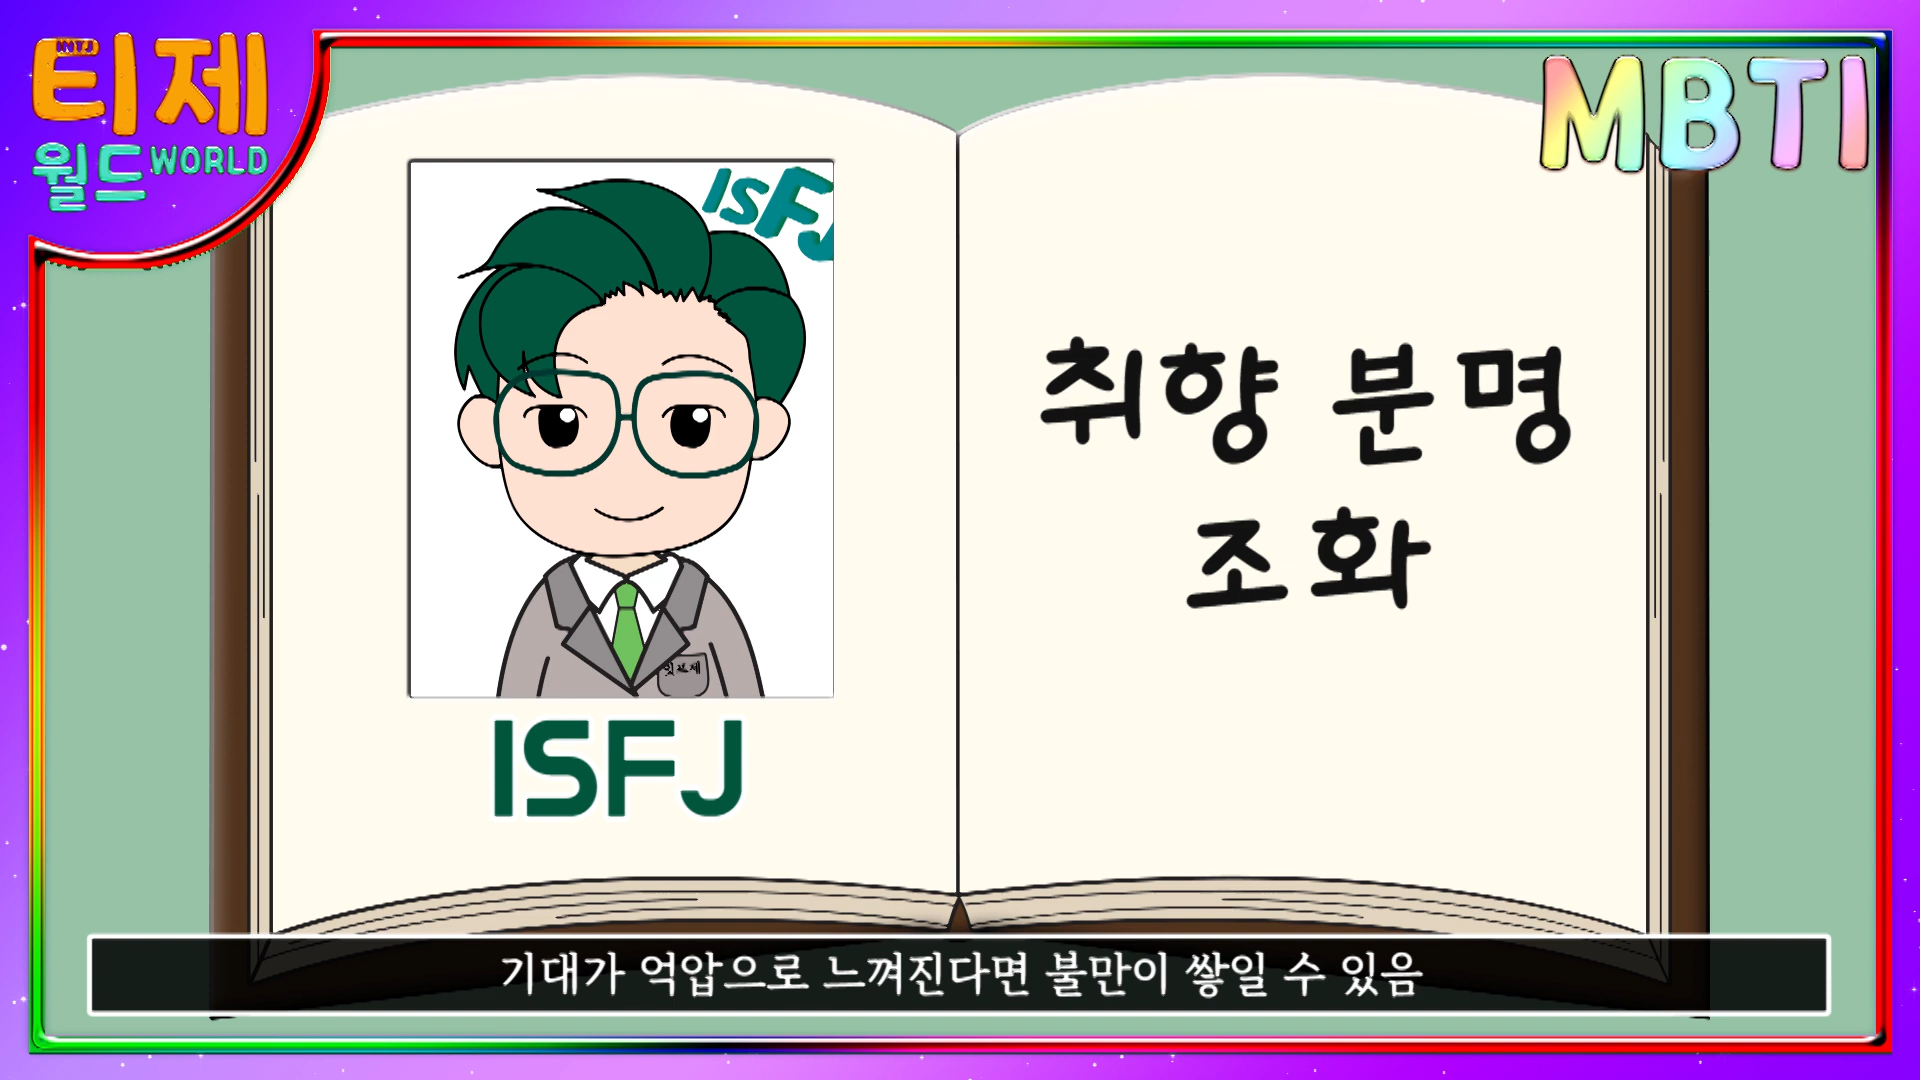 INTJ
티제
월드 WORLD
MBTI
ISFJ
취향 분명
조화
ISFJ
기대가 억압으로 느껴진다면 불만이 쌓일 수 있음